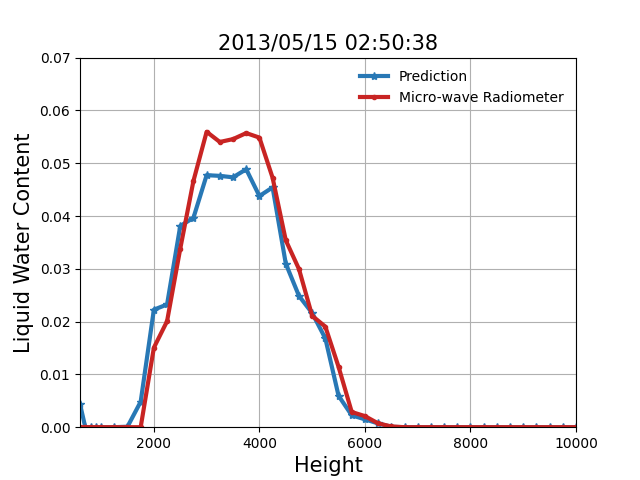 2013/05/15 02:50:38
Prediction
Micro-wave Radiometer
Liquid Water Content
0.07
0.06
0.05
0.04
0.03
0.02
0.01
0.00
2000 4000 6000 8000 10000
Height